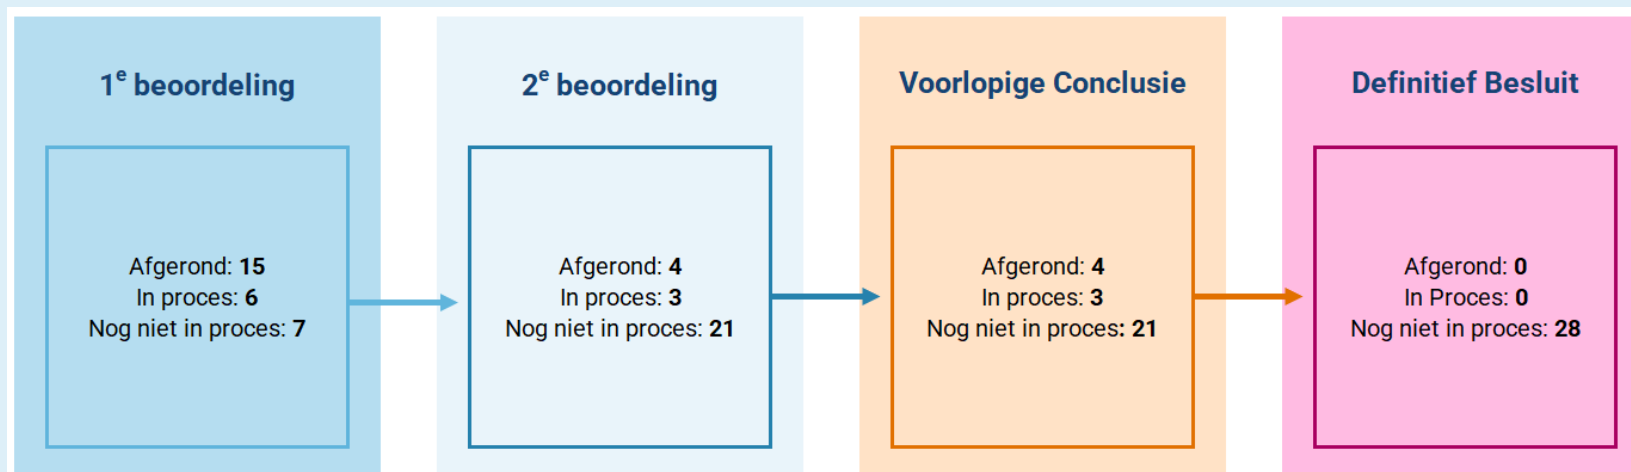 1e beoordeling
Afgerond: 15
In proces: 6
Nog niet in proces: 7
2e beoordeling
Afgerond: 4
In proces: 3
Nog niet in proces: 21
Voorlopige Conclusie
Afgerond: 4
In proces: 3
Nog niet in proces: 21
Definitief Besluit
Afgerond: 0
In Proces: 0
Nog niet in proces: 28